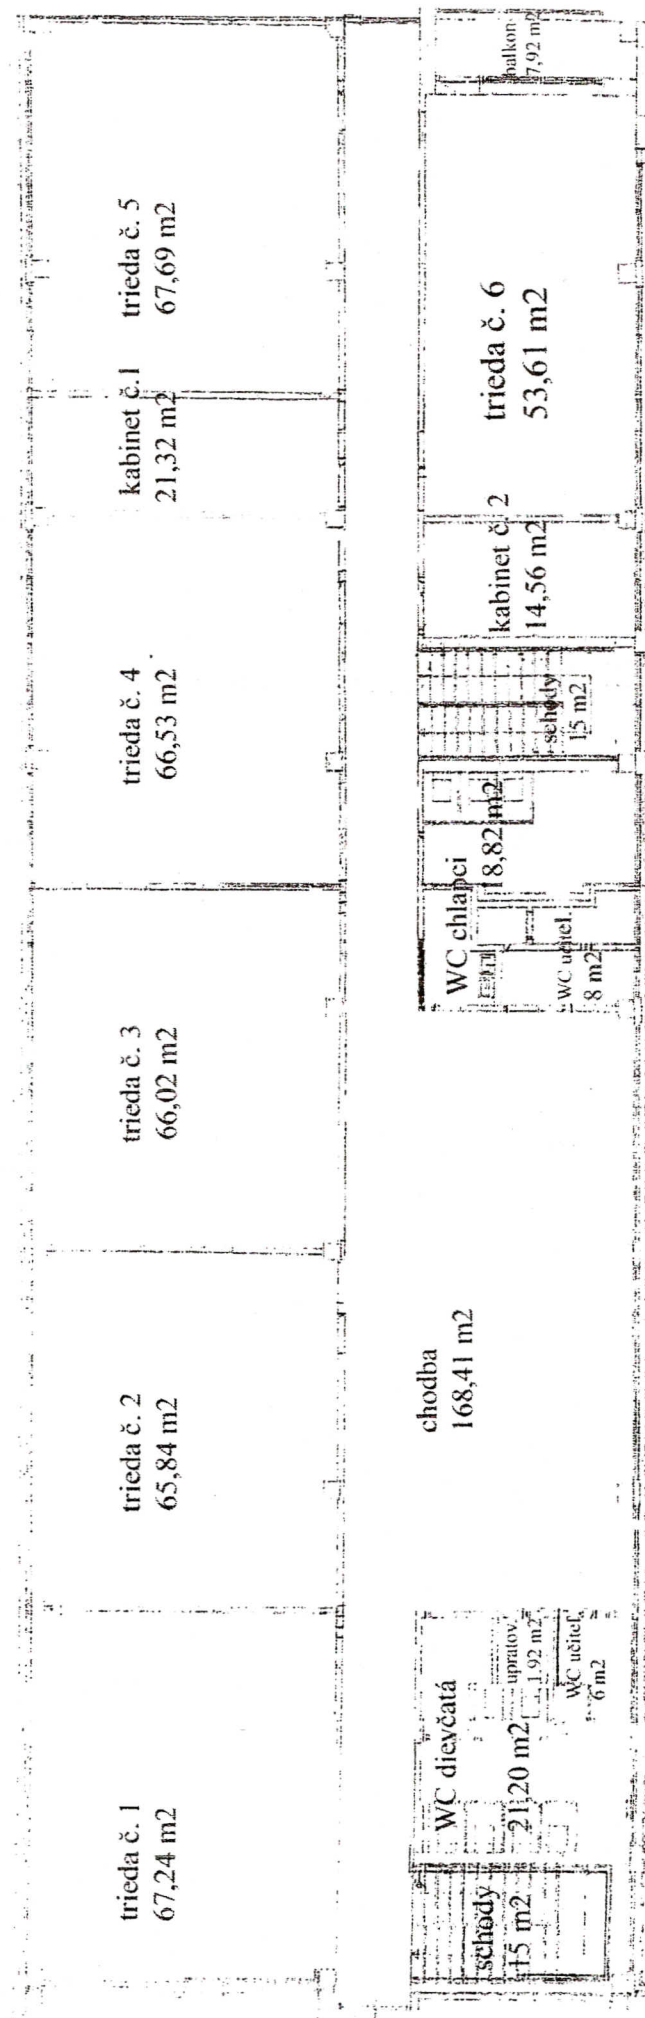 trieda č. 1
67,24 m2
trieda č. 2
65,84 m2
trieda č. 3
66,02 m2
trieda č. 4
66,53 m2
kabinet č.1
21,32 m2
trieda č. 5
67,69 m2
chodba
168,41 m2
schody
15 m2
WC dievčatá
21,20 m2
upratov.
1,92 m2
WC učiteľ.
6 m2
WC chlapci
18,82 m2
WC učiteľ.
8 m2
schody
15 m2
kabinet č. 2
14,56 m2
trieda č. 6
53,61 m2
balkon
7,92 m2